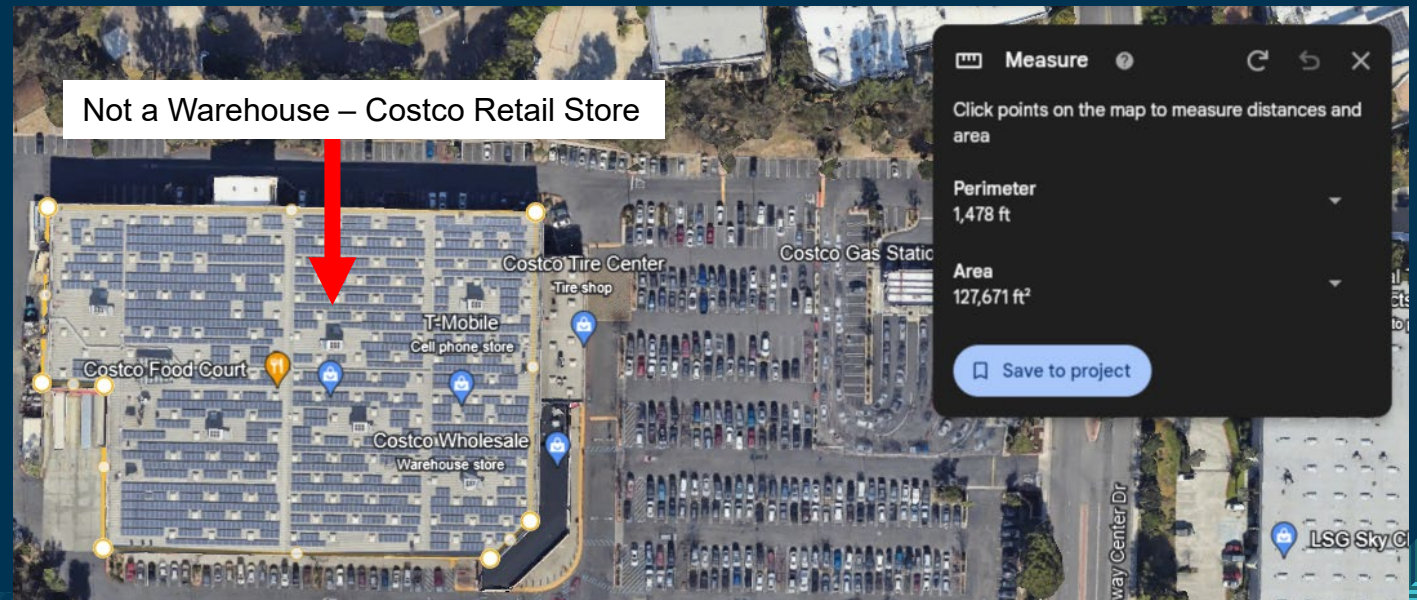 Not a Warehouse – Costco Retail Store
Measure
Click points on the map to measure distances and
area
Perimeter
1,478 ft
Area
127,671 ft²
Save to project
Costco Tire Center
Tire shop
Costco Gas Static
T-Mobile
Cell phone store
Costco Food Court
Costco Wholesale
Warehouse store
way Center Dr
LSG Sky C